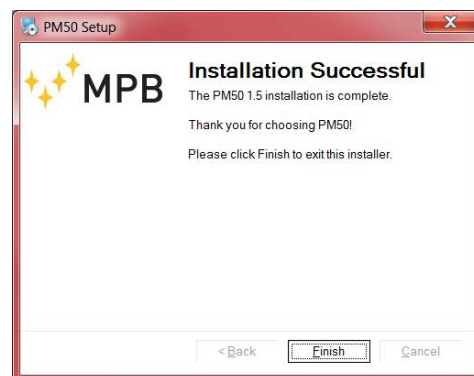 PM50 Setup
MPB
Installation Successful
The PM50 1.5 installation is complete.
Thank you for choosing PM50!
Please click Finish to exit this installer.
< Back
Finish
Cancel